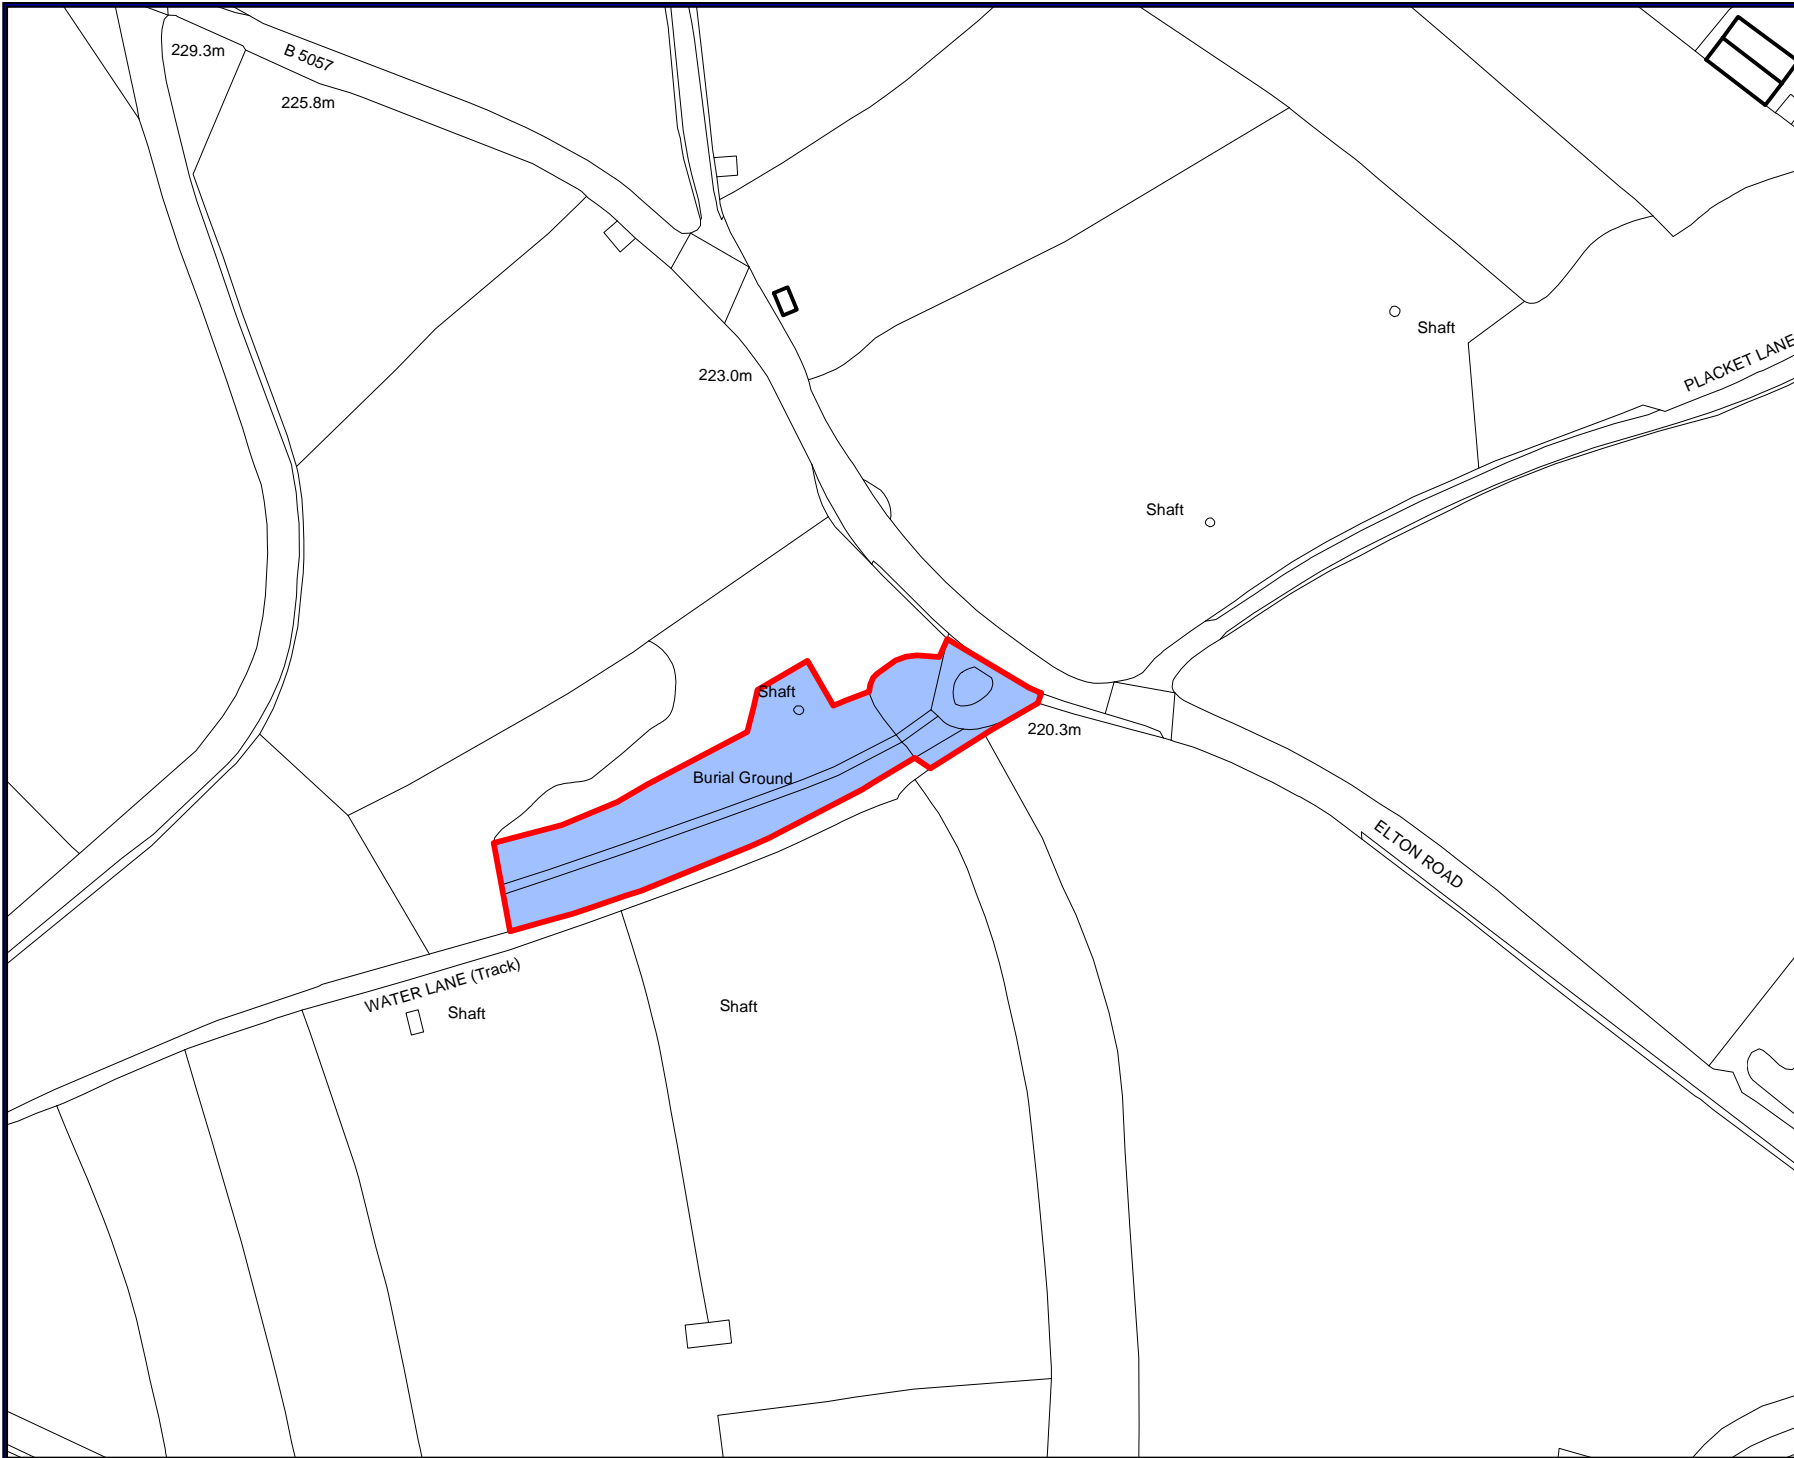 229.3m
B 5057
225.8m
Shaft
PLACKET LANE
223.0m
Shaft
Shaft
220.3m
Burial Ground
ELTON ROAD
WATER LANE (Track)
Shaft
Shaft